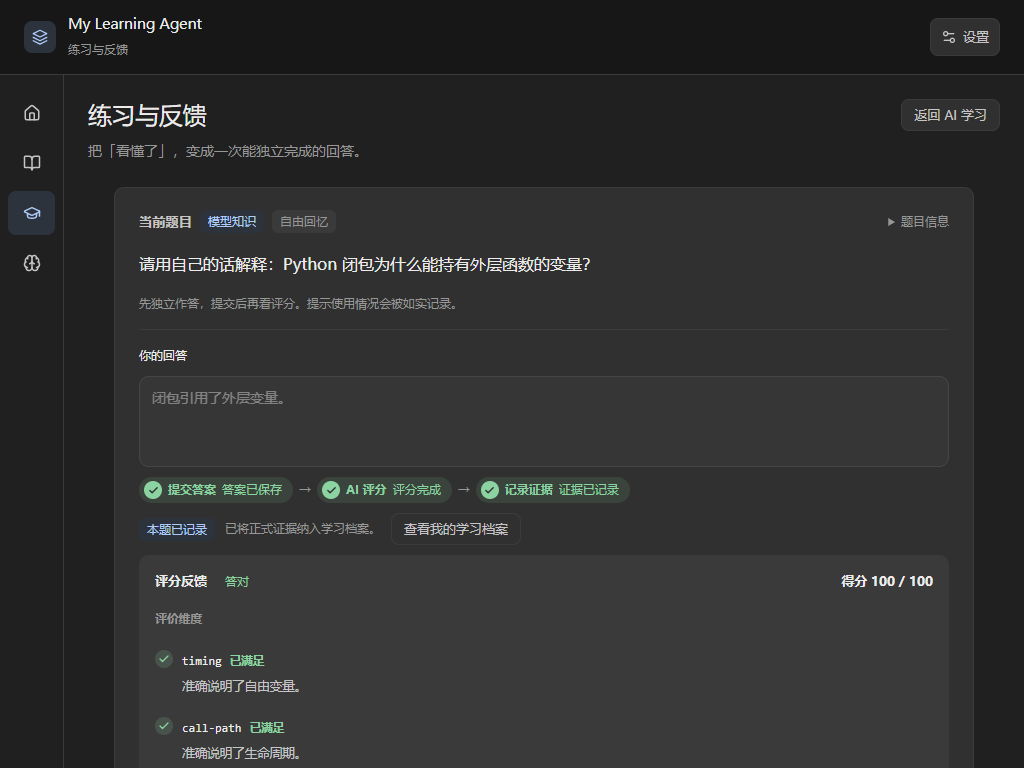 My Learning Agent
练习与反馈
设置
练习与反馈
返回 AI 学习
把「看懂了」，变成一次能独立完成的回答。
当前题目 模型知识 自由回忆 题目信息
请用自己的话解释：Python 闭包为什么能持有外层函数的变量？
先独立作答，提交后再看评分。提示使用情况会被如实记录。
你的回答
闭包引用了外层变量。
提交答案 答案已保存 → AI 评分 评分完成 → 记录证据 证据已记录
本题已记录 已将正式证据纳入学习档案。 查看我的学习档案
评分反馈 答对 得分 100 / 100
评价维度
timing 已满足
准确说明了自由变量。
call-path 已满足
准确说明了生命周期。